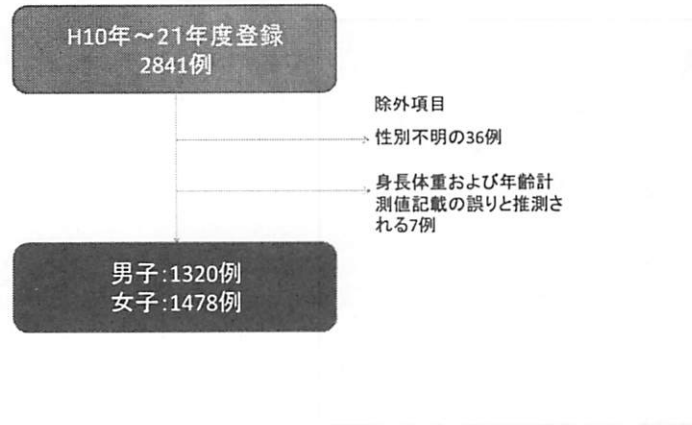 H10年～21年度登録
2841例
除外項目
性別不明の36例
身長体重および年齢計
測値記載の誤りと推測さ
れる7例
男子:1320例
女子:1478例